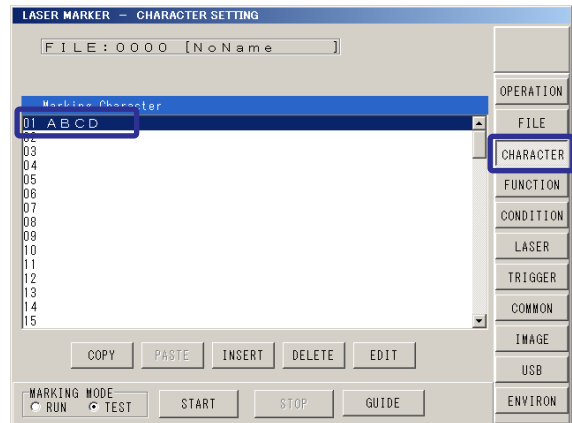 LASER MARKER － CHARACTER SETTING
FILE:0000 [NoName ]
Marking Character
01 ABCD
02
03
04
05
06
07
08
09
10
11
12
13
14
15
COPY PASTE INSERT DELETE EDIT
MARKING MODE
RUN TEST START STOP GUIDE
OPERATION
FILE
CHARACTER
FUNCTION
CONDITION
LASER
TRIGGER
COMMON
IMAGE
USB
ENVIRON